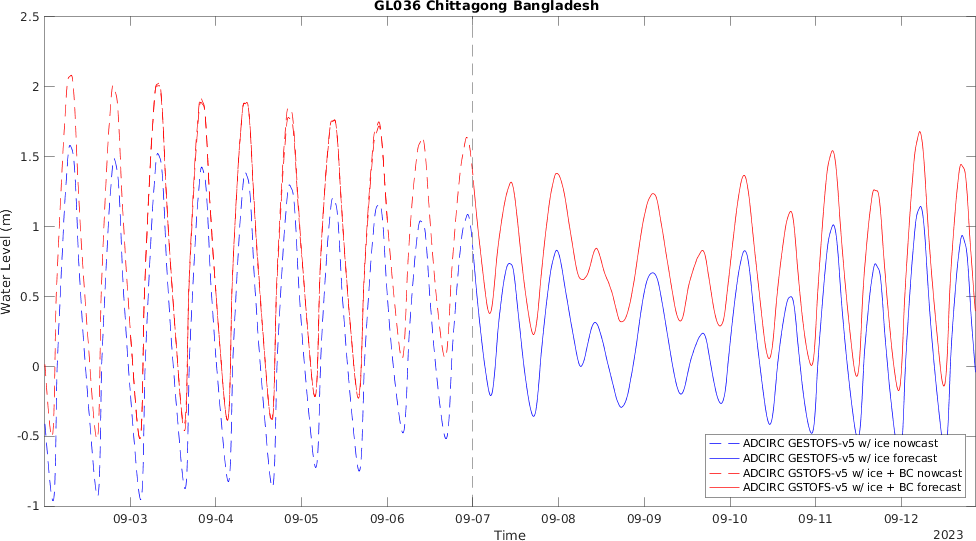 GL036 Chittagong Bangladesh
2.5
2
1.5
1
0.5
0
-0.5
-1
Water Level (m)
09-03 09-04 09-05 09-06 09-07 09-08 09-09 09-10 09-11 09-12
Time
2023
ADCIRC GESTOFS-v5 w/ ice nowcast
ADCIRC GESTOFS-v5 w/ ice forecast
ADCIRC GSTOFS-v5 w/ ice + BC nowcast
ADCIRC GSTOFS-v5 w/ ice + BC forecast